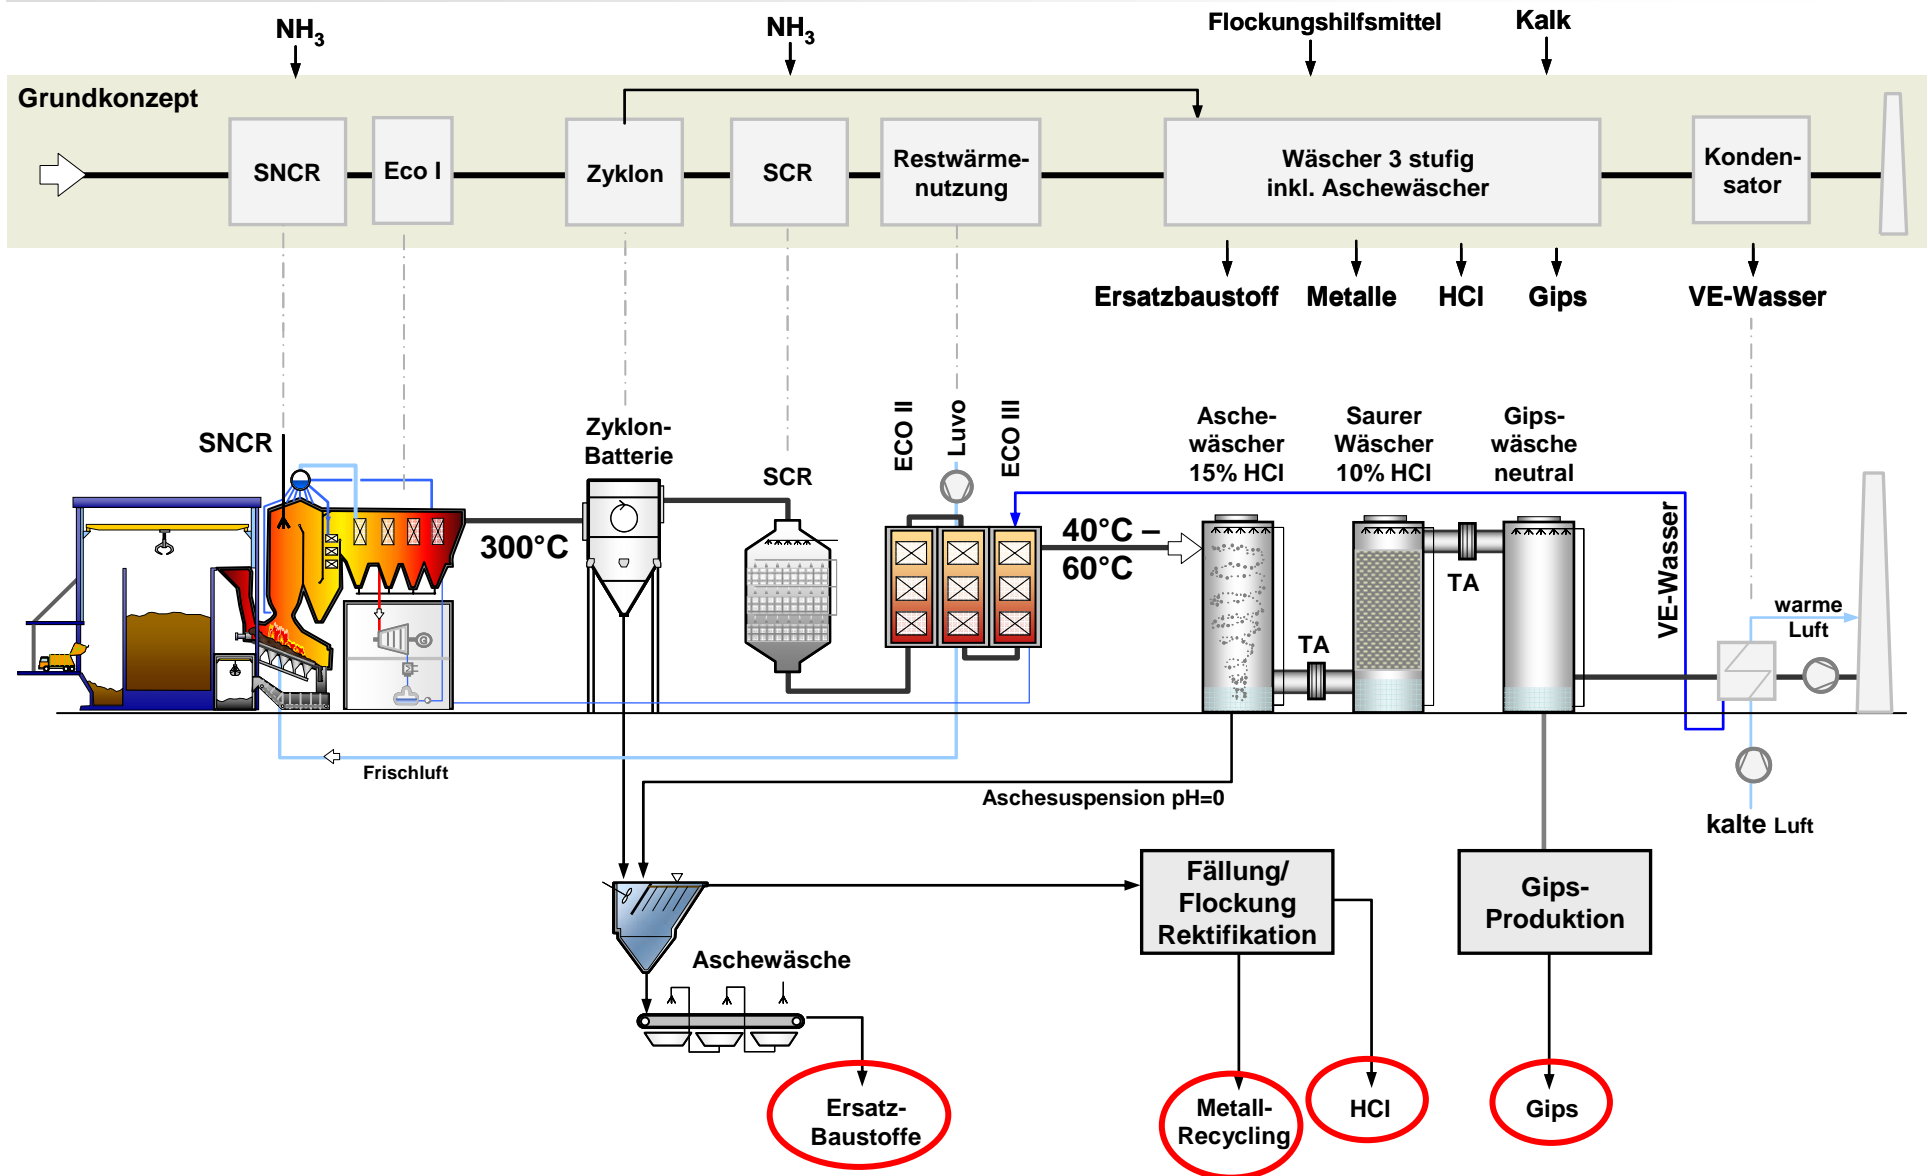 NH3
NH3
Flockungshilfsmittel
Kalk
Grundkonzept
SNCR
Eco I
Zyklon
SCR
Restwärme-
nutzung
Wäscher 3 stufig
inkl. Aschewäscher
Konden-
sator
Ersatzbaustoff
Metalle
HCl
Gips
VE-Wasser
SNCR
Zyklon-
Batterie
SCR
ECO II
Luvo
ECO III
Asche-
wäscher
15% HCl
Saurer
Wäscher
10% HCl
Gips-
wäsche
neutral
300°C
40°C –
60°C
TA
TA
VE-Wasser
warme
Luft
G
Frischluft
Aschesuspension pH=0
kalte Luft
Fällung/
Flockung
Rektifikation
Gips-
Produktion
Aschewäsche
Ersatz-
Baustoffe
Metall-
Recycling
HCl
Gips